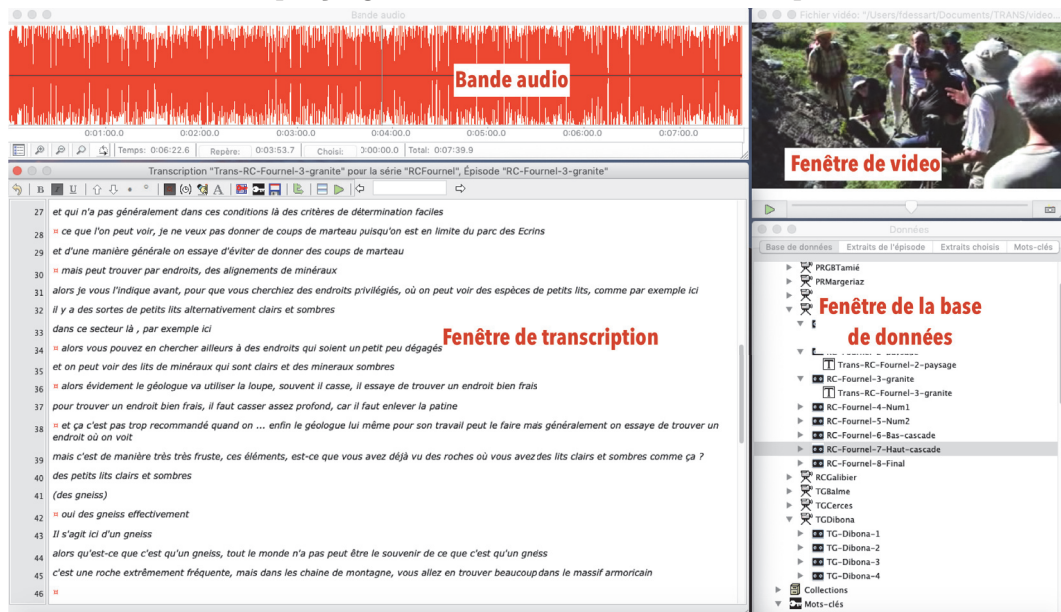 Bande audio
Bande audio
0:01:00.0 0:02:00.0 0:03:00.0 0:04:00.0 0:05:00.0 0:06:00.0 0:07:00.0
Temps: 0:06:22.6 Repère: 0:03:53.7 Choisi: 0:00:00.0 Total: 0:07:39.9
Transcription "Trans-RC-Fournel-3-granite" pour la série "RCFournel", Épisode "RC-Fournel-3-granite"
B I U A
27 et qui n'a pas généralement dans ces conditions là des critères de détermination faciles
28 ¤ ce que l'on peut voir, je ne veux pas donner de coups de marteau puisqu'on est en limite du parc des Ecrins
29 et d'une manière générale on essaye d'éviter de donner des coups de marteau
30 ¤ mais peut trouver par endroits, des alignements de minéraux
31 alors je vous l'indique avant, pour que vous cherchiez des endroits privilégiés, où on peut voir des espèces de petits lits, comme par exemple ici
32 il y a des sortes de petits lits alternativement clairs et sombres
33 dans ce secteur là , par exemple ici
Fenêtre de transcription
34 ¤ alors vous pouvez en chercher ailleurs à des endroits qui soient un petit peu dégagés
35 et on peut voir des lits de minéraux qui sont clairs et des mineraux sombres
36 ¤ alors évidement le géologue va utiliser la loupe, souvent il casse, il essaye de trouver un endroit bien frais
37 pour trouver un endroit bien frais, il faut casser assez profond, car il faut enlever la patine
38 ¤ et ça c'est pas trop recommandé quand on ... enfin le géologue lui même pour son travail peut le faire mais généralement on essaye de trouver un
endroit où on voit
39 mais c'est de manière très très fruste, ces éléments, est-ce que vous avez déjà vu des roches où vous avez des lits clairs et sombres comme ça ?
40 des petits lits clairs et sombres
41 (des gneiss)
42 ¤ oui des gneiss effectivement
43 Il s'agit ici d'un gneiss
44 alors qu'est-ce que c'est qu'un gneiss, tout le monde n'a pas peut être le souvenir de ce que c'est qu'un gneiss
45 c'est une roche extrêmement fréquente, mais dans les chaine de montagne, vous allez en trouver beaucoup dans le massif armoricain
46 ¤
Fichier vidéo: "/Users/fdessart/Documents/TRANS/video...
Fenêtre de video
Données
Base de données Extraits de l'épisode Extraits choisis Mots-clés
PRGBTamié
PRMargeriaz
Fenêtre de la base
de données
Trans-RC-Fournel-2-paysage
RC-Fournel-3-granite
Trans-RC-Fournel-3-granite
RC-Fournel-4-Num1
RC-Fournel-5-Num2
RC-Fournel-6-Bas-cascade
RC-Fournel-7-Haut-cascade
RC-Fournel-8-Final
RCGalibier
TGBalme
TGCerces
TGDibona
TG-Dibona-1
TG-Dibona-2
TG-Dibona-3
TG-Dibona-4
Collections
Mots-clés